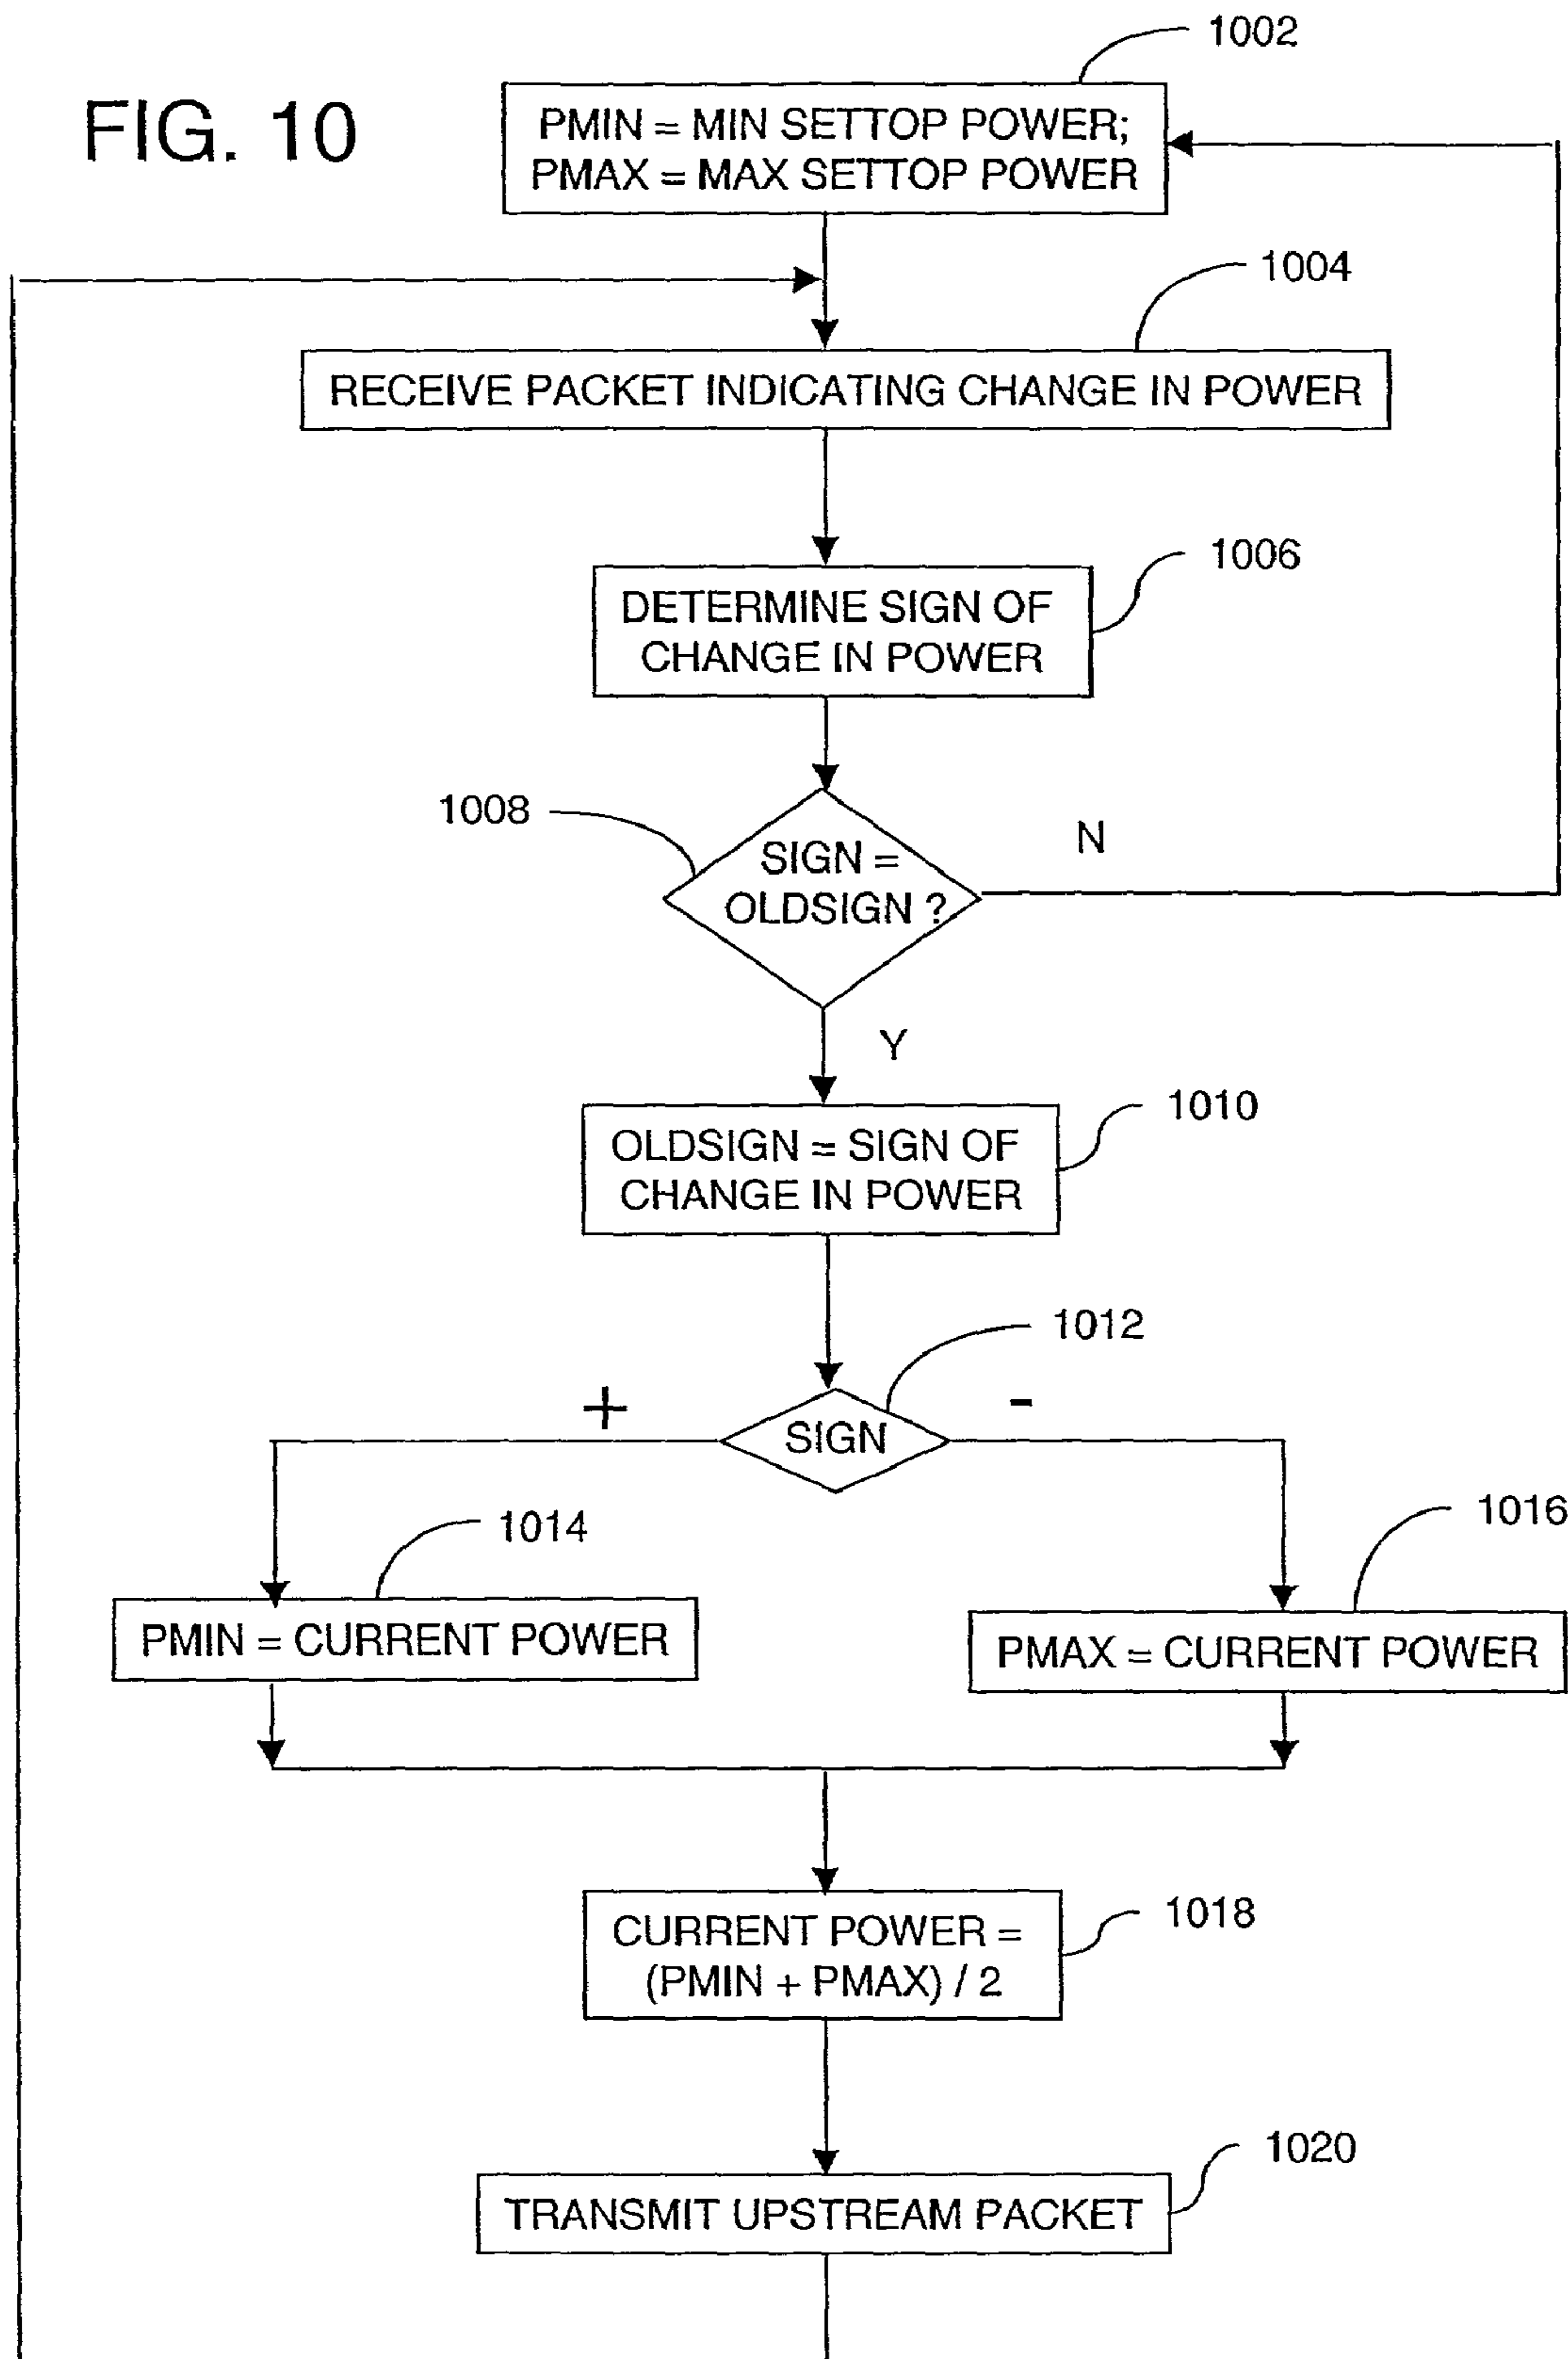 FIG. 10
1002
PMIN = MIN SETTOP POWER;
PMAX = MAX SETTOP POWER
1004
RECEIVE PACKET INDICATING CHANGE IN POWER
1006
DETERMINE SIGN OF
CHANGE IN POWER
1008
SIGN =
OLDSIGN ?
N
Y
1010
OLDSIGN = SIGN OF
CHANGE IN POWER
1012
+
SIGN
-
1014
PMIN = CURRENT POWER
1016
PMAX = CURRENT POWER
1018
CURRENT POWER =
(PMIN + PMAX) / 2
1020
TRANSMIT UPSTREAM PACKET